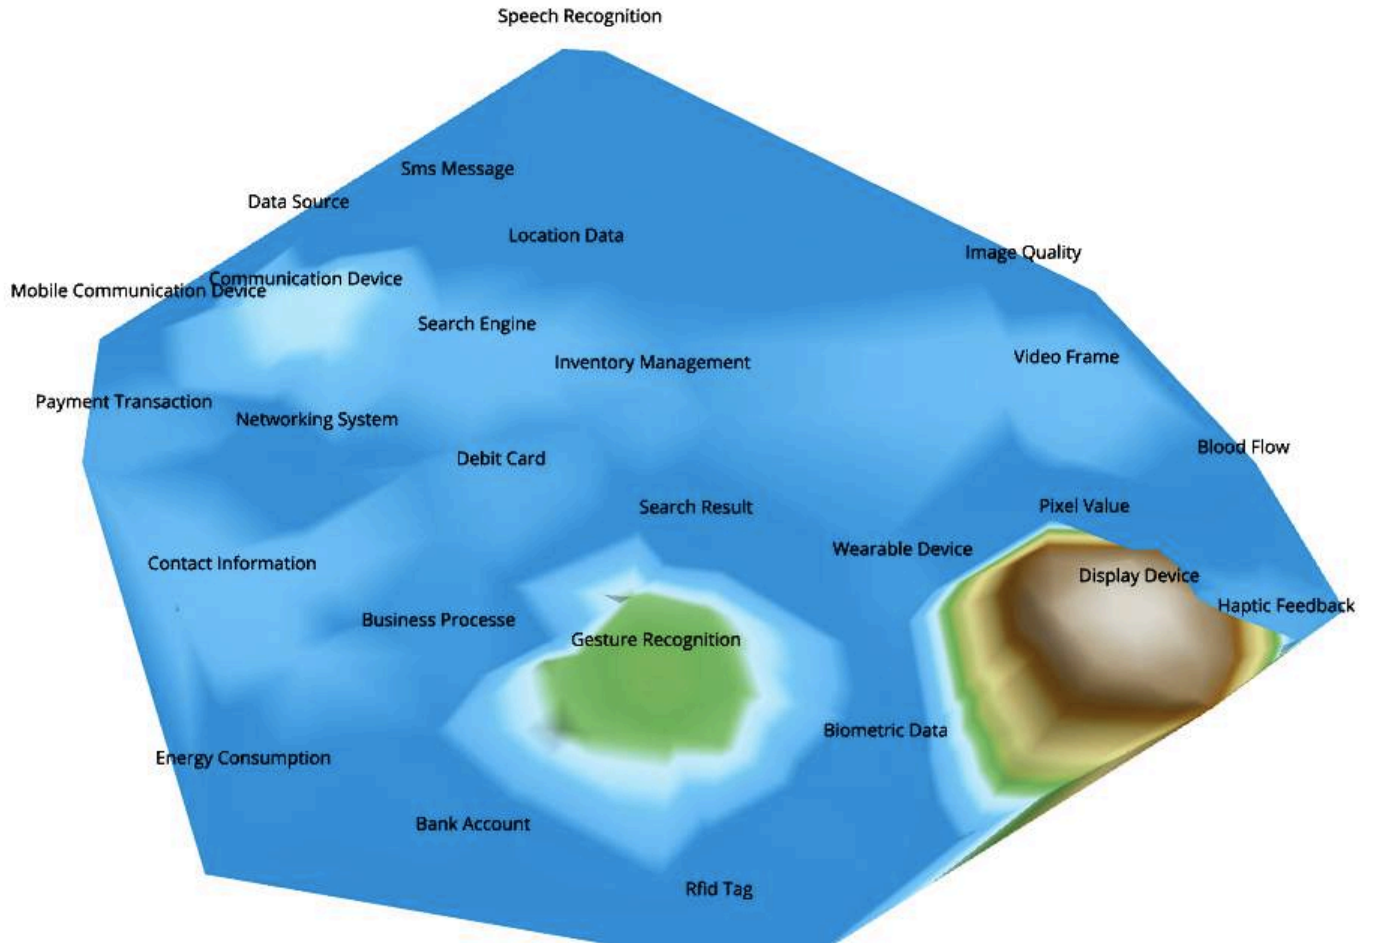 Speech Recognition
Sms Message
Data Source
Location Data
Image Quality
Communication Device
Mobile Communication Device
Search Engine
Inventory Management
Video Frame
Payment Transaction
Networking System
Blood Flow
Debit Card
Search Result
Pixel Value
Wearable Device
Contact Information
Display Device
Haptic Feedback
Business Processe
Gesture Recognition
Biometric Data
Energy Consumption
Bank Account
Rfid Tag